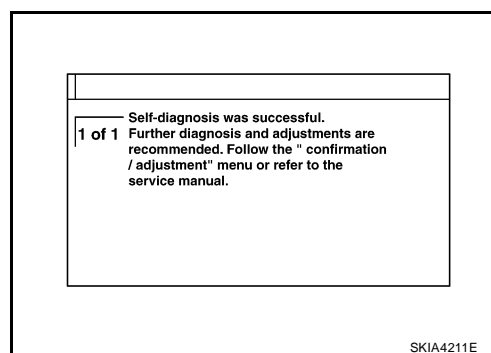 Self-diagnosis was successful.
1 of 1 Further diagnosis and adjustments are
recommended. Follow the " confirmation
/ adjustment" menu or refer to the
service manual.
SKIA4211E